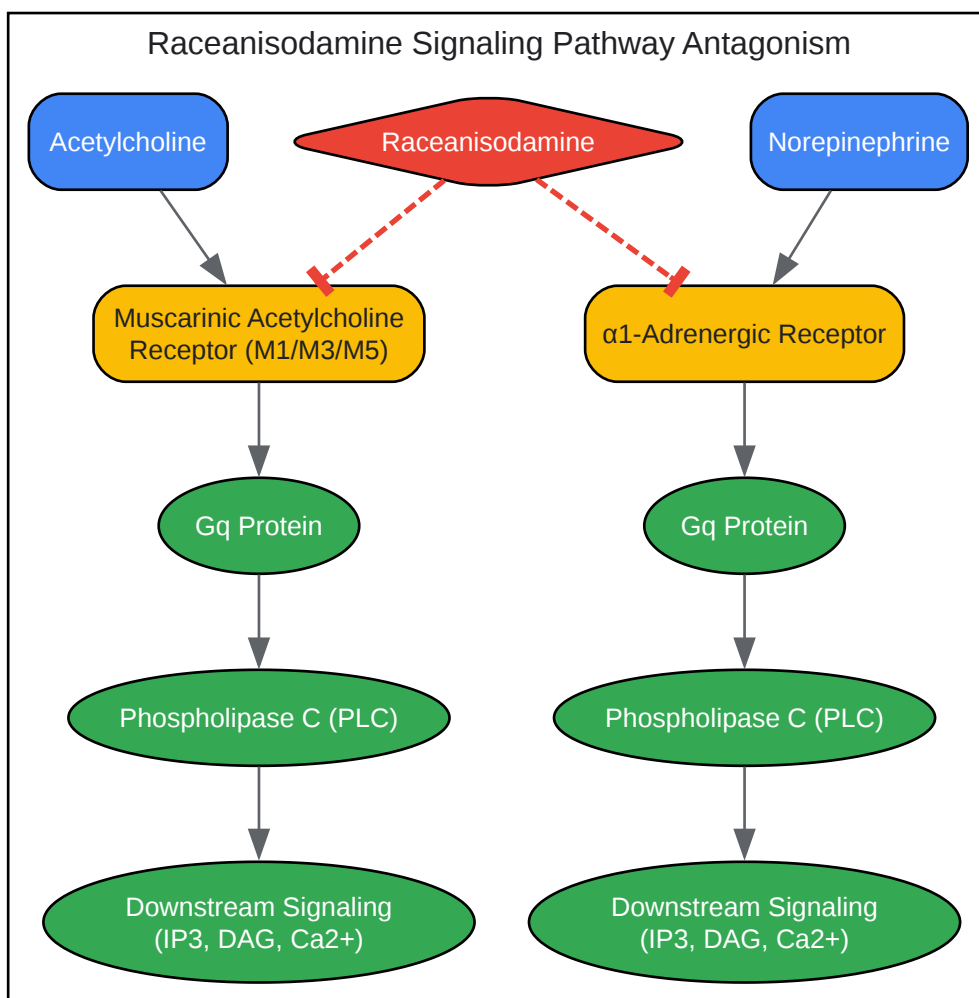 Raceanisodamine Signaling Pathway Antagonism
Acetylcholine
Raceanisodamine
Norepinephrine
Muscarinic Acetylcholine
Receptor (M1/M3/M5)
α1-Adrenergic Receptor
Gq Protein
Gq Protein
Phospholipase C (PLC)
Phospholipase C (PLC)
Downstream Signaling
(IP3, DAG, Ca2+)
Downstream Signaling
(IP3, DAG, Ca2+)